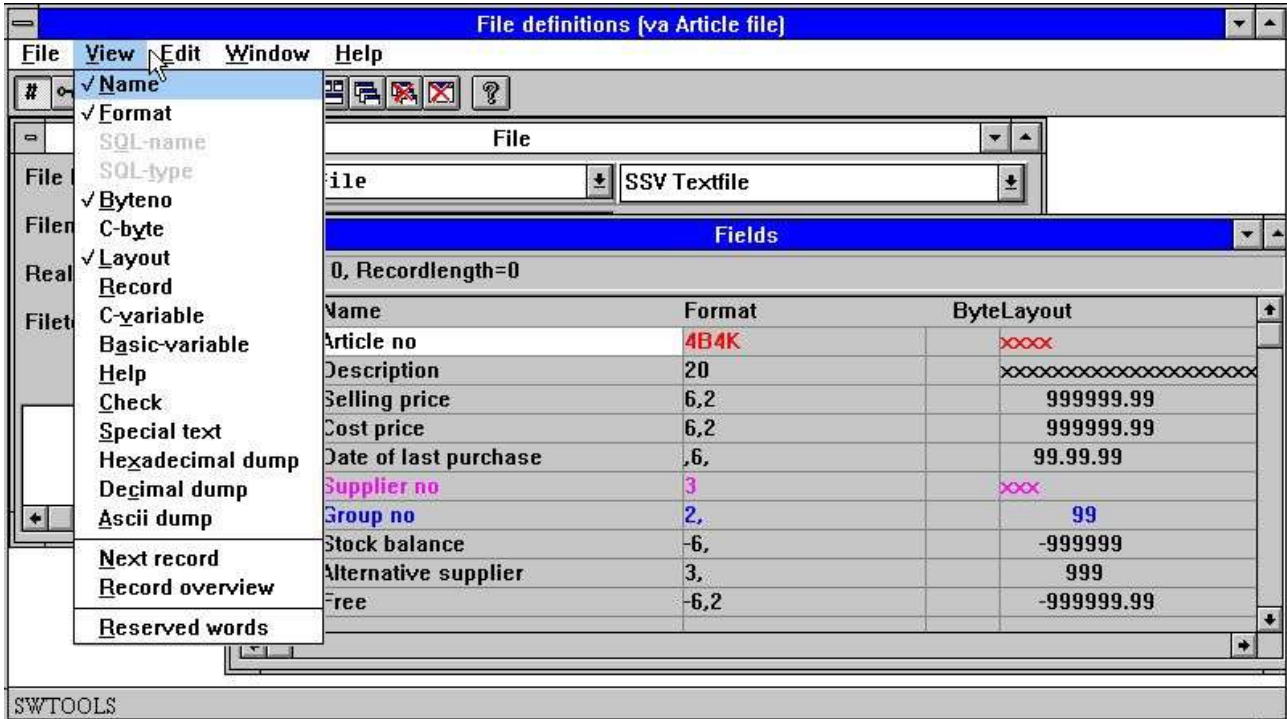 File definitions (va Article file)
File View Edit Window Help
# ?
√ Name
√ Format
SQL-name
SQL-type
√ Byteno
C-byte
√ Layout
Record
C-variable
Basic-variable
Help
Check
Special text
Hexadecimal dump
Decimal dump
Ascii dump
Next record
Record overview
Reserved words
File
File SSV Textfile
Real
Fields
0, Recordlength=0
Name Format ByteLayout
Article no 4B4K xxxx
Description 20 xxxxxxxxxxxxxxxxxxxx
Selling price 6,2 999999.99
Cost price 6,2 999999.99
Date of last purchase ,6, 99.99.99
Supplier no 3 xxx
Group no 2, 99
Stock balance -6, -999999
Alternative supplier 3, 999
Free -6,2 -999999.99
SWTOOLS